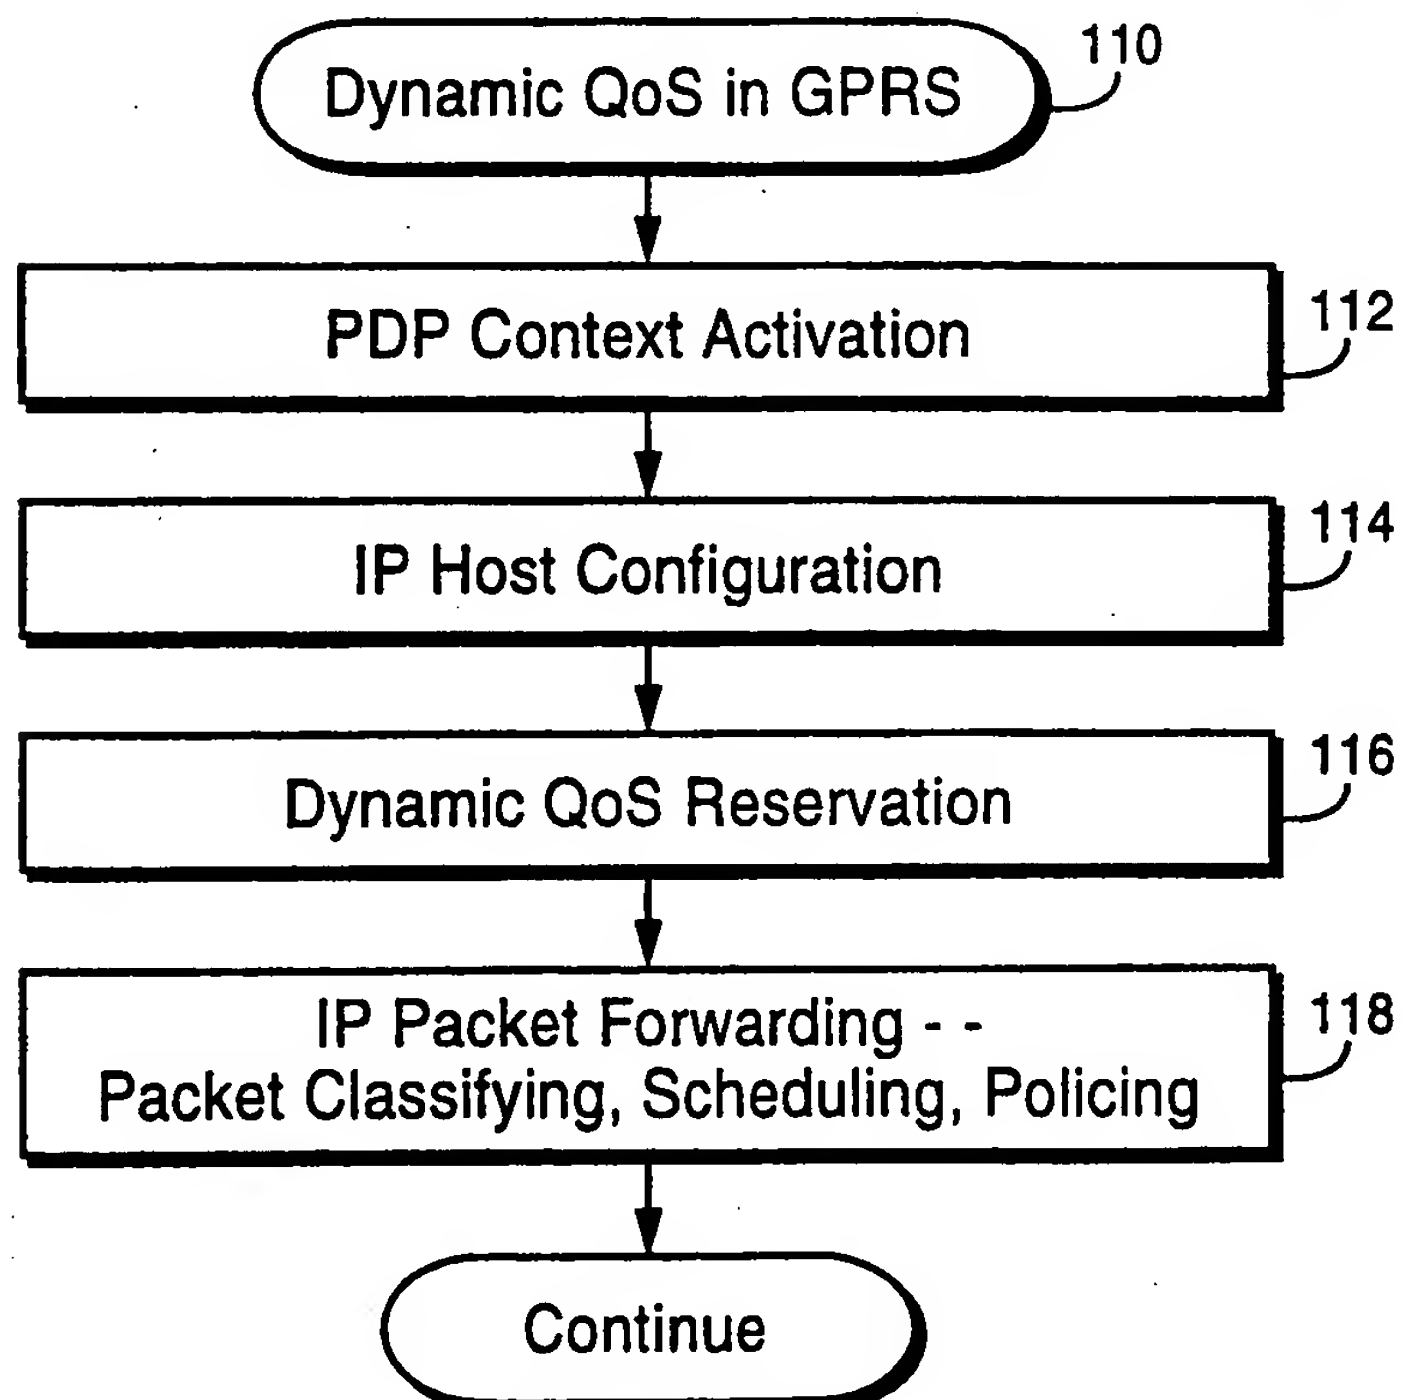 Dynamic QoS in GPRS
110
PDP Context Activation
112
IP Host Configuration
114
Dynamic QoS Reservation
116
IP Packet Forwarding - -
Packet Classifying, Scheduling, Policing
118
Continue